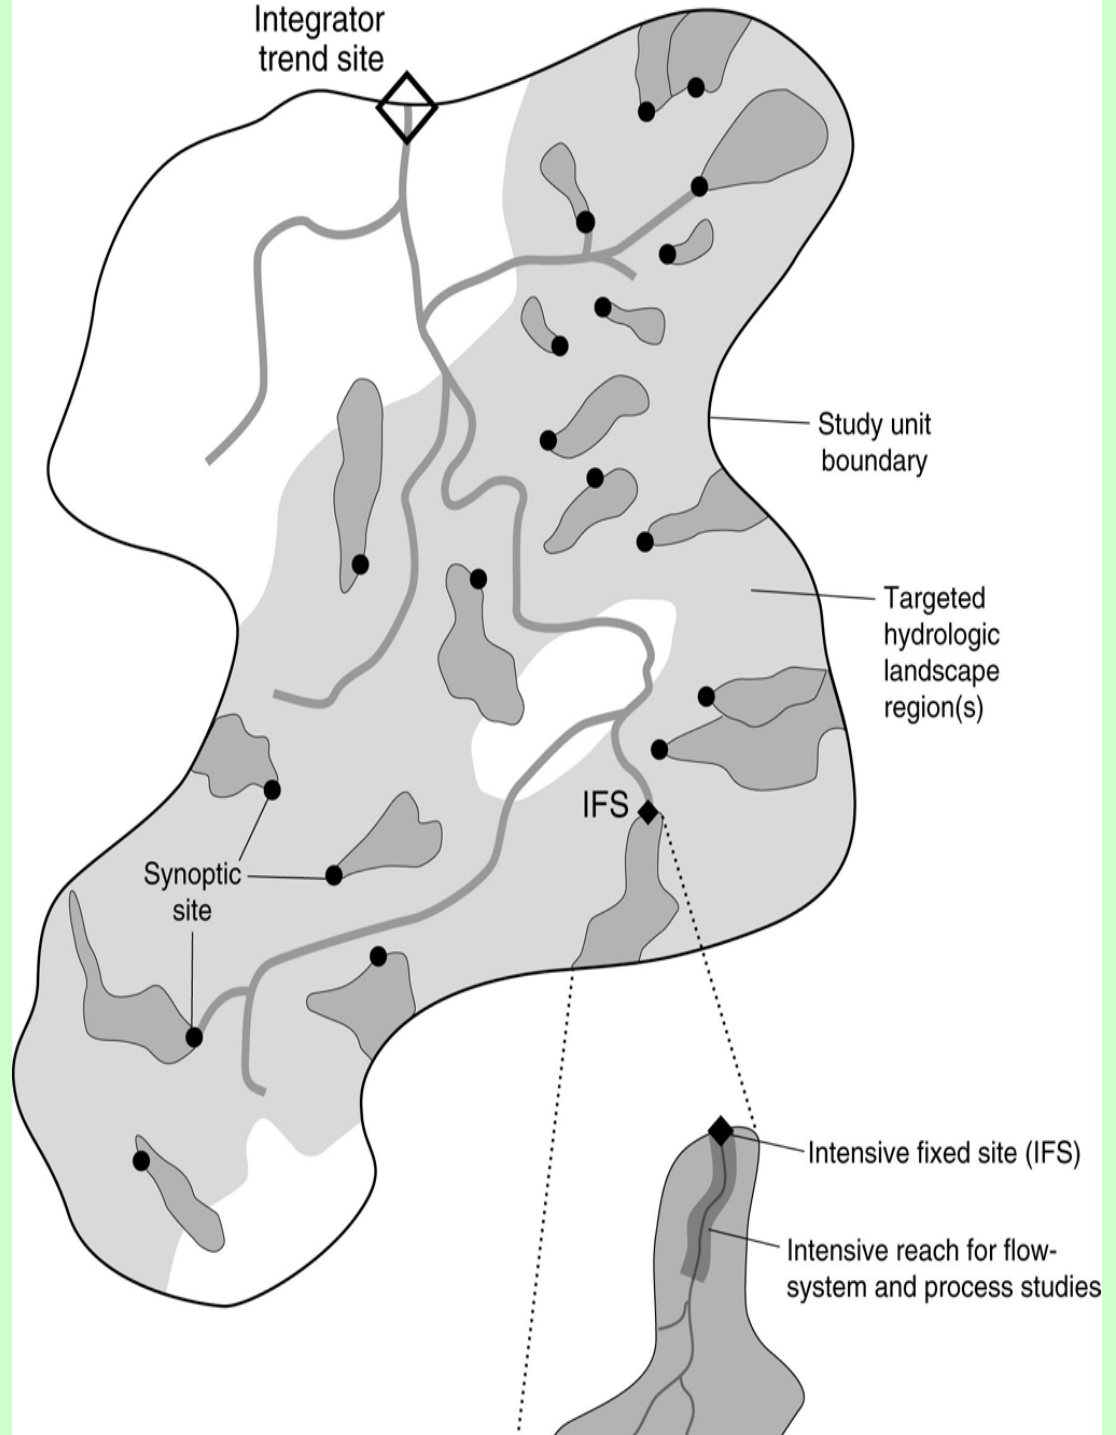 Integrator
trend site
Study unit
boundary
Targeted
hydrologic
landscape
region(s)
IFS
Synoptic
site
Intensive fixed site (IFS)
Intensive reach for flow-
system and process studies